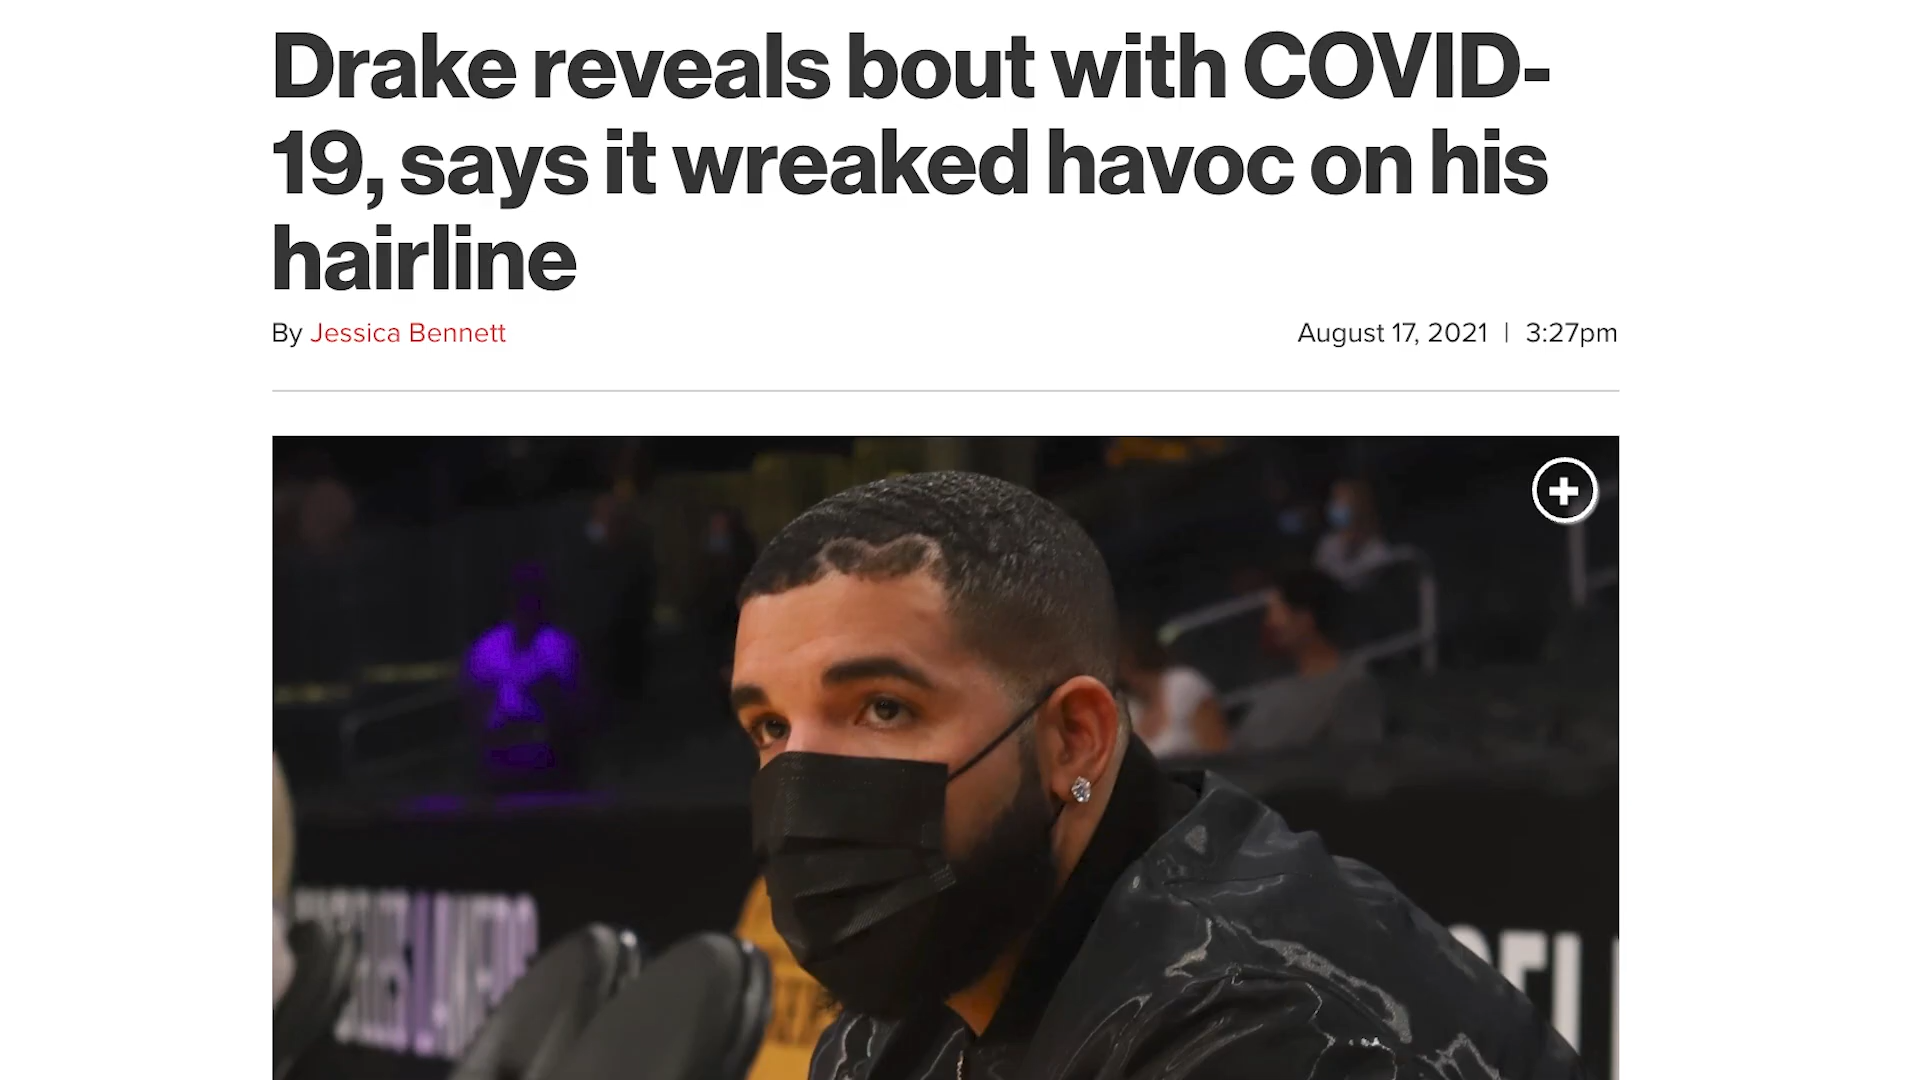 Drake reveals bout with COVID-
19, says it wreaked havoc on his
hairline
By Jessica Bennett
August 17, 2021 | 3:27pm